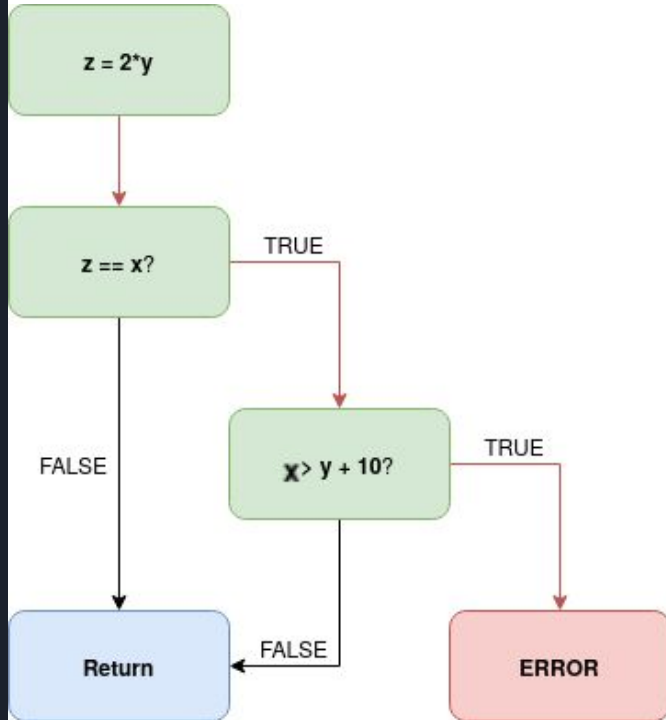 z = 2*y
z == x?
TRUE
x > y + 10?
TRUE
FALSE
FALSE
Return
ERROR